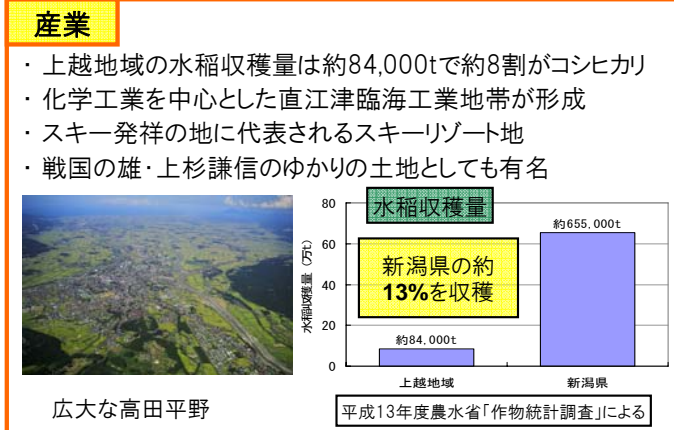 産業
・ 上越地域の水稲収穫量は約84,000tで約8割がコシヒカリ
・ 化学工業を中心とした直江津臨海工業地帯が形成
・ スキー発祥の地に代表されるスキーリゾート地
・ 戦国の雄・上杉謙信のゆかりの土地としても有名
広大な高田平野
水稲収穫量
新潟県の約
13%を収穫
水稲収穫量（万t）
80
60
40
20
0
約84,000t
約655,000t
上越地域
新潟県
平成13年度農水省「作物統計調査」による